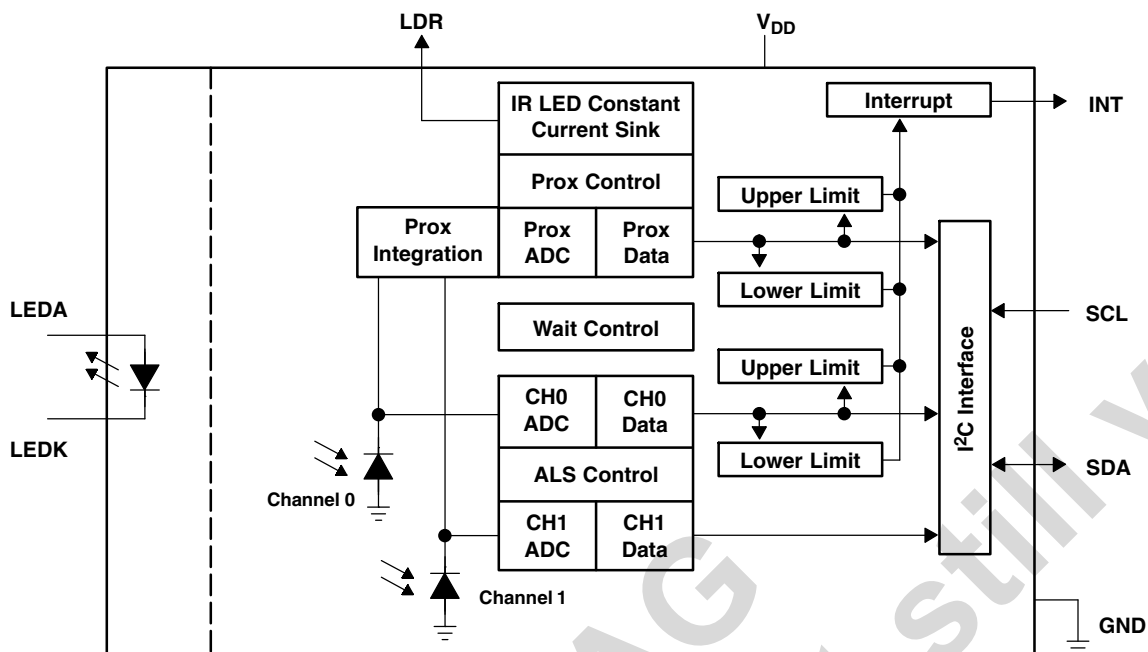 LDR
VDD
IR LED Constant
Current Sink
Interrupt
INT
Prox Control
Upper Limit
Prox
Integration
Prox
ADC
Prox
Data
Lower Limit
LEDA
SCL
Wait Control
Upper Limit
CH0
ADC
CH0
Data
I²C Interface
LEDK
Lower Limit
SDA
ALS Control
Channel 0
CH1
ADC
CH1
Data
Channel 1
GND
AG
still